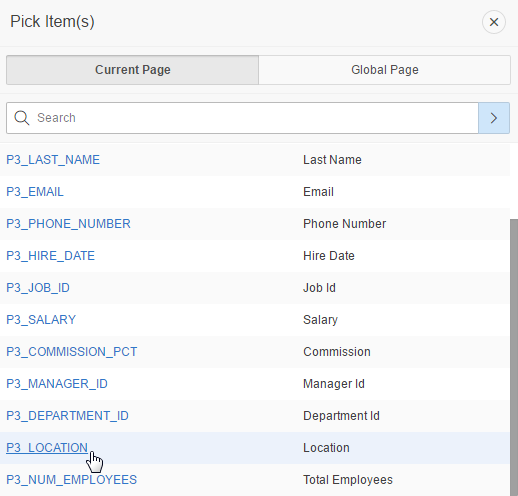 Pick Item(s)
Current Page Global Page
Search
P3_LAST_NAME Last Name
P3_EMAIL Email
P3_PHONE_NUMBER Phone Number
P3_HIRE_DATE Hire Date
P3_JOB_ID Job Id
P3_SALARY Salary
P3_COMMISSION_PCT Commission
P3_MANAGER_ID Manager Id
P3_DEPARTMENT_ID Department Id
P3_LOCATION Location
P3_NUM_EMPLOYEES Total Employees